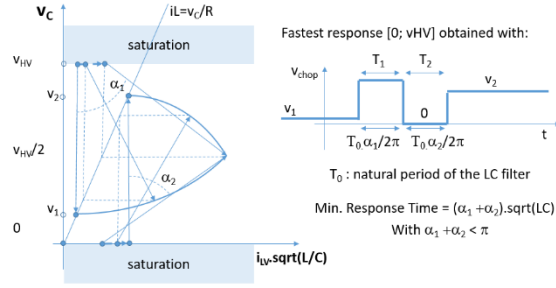 v_C
iL=v_C/R
saturation
v_HV
α_1
v_2
v_HV/2
α_2
v_1
0
saturation
i_LV.sqrt(L/C)
Fastest response [0; vHV] obtained with:
T_1
T_2
v_chop
v_2
v_1
0
t
T_0.α_1/2π
T_0.α_2/2π
T_0 : natural period of the LC filter
Min. Response Time = (α_1 +α_2).sqrt(LC)
With α_1 +α_2 < π